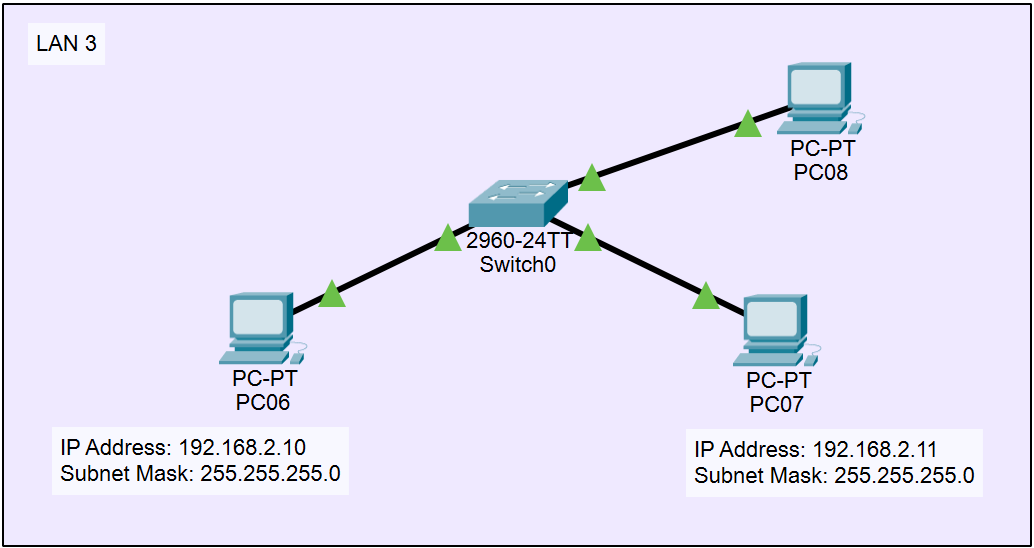 LAN 3
PC-PT
PC08
2960-24TT
Switch0
PC-PT
PC06
PC-PT
PC07
IP Address: 192.168.2.10
Subnet Mask: 255.255.255.0
IP Address: 192.168.2.11
Subnet Mask: 255.255.255.0